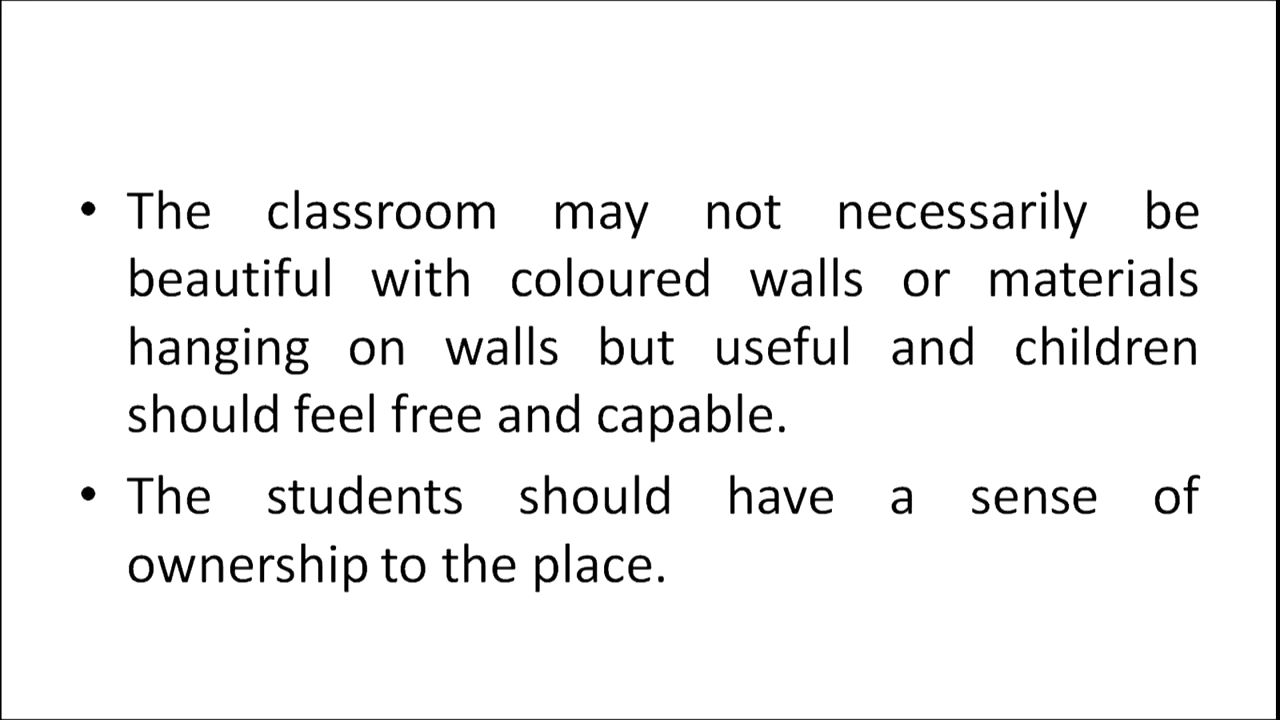 • The classroom may not necessarily be
beautiful with coloured walls or materials
hanging on walls but useful and children
should feel free and capable.
• The students should have a sense of
ownership to the place.